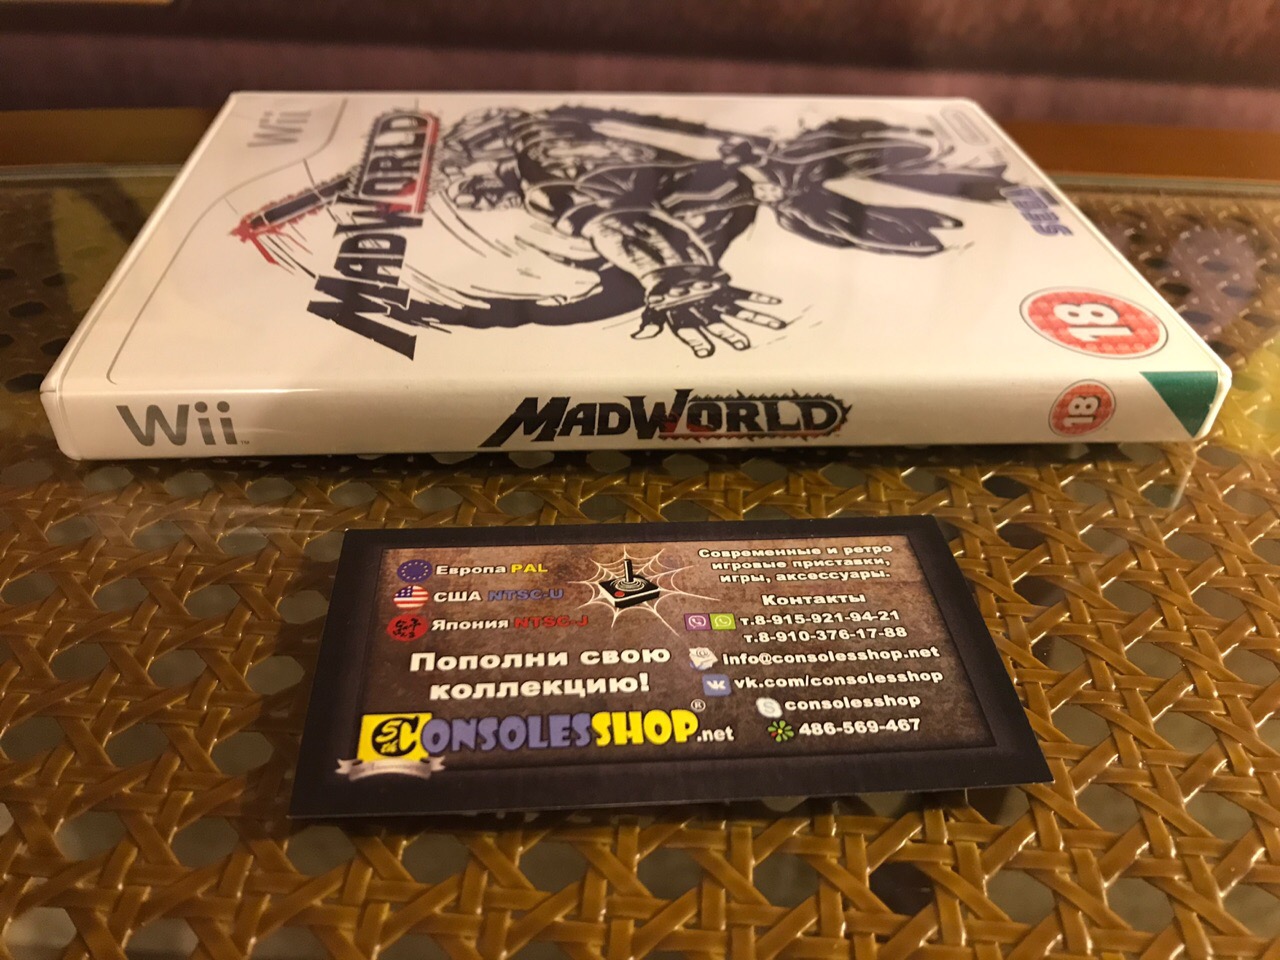 Wii
MADWORLD
SEGA
18
Wii™
MADWORLD
18
Европа PAL
США NTSC-U
Япония NTSC-J
Пополни свою
коллекцию!
CONSOLESSHOP.net®
Современные и ретро
игровые приставки,
игры, аксессуары.
Контакты
т.8-915-921-94-21
т.8-910-376-17-88
info@consolesshop.net
vk.com/consolesshop
consolesshop
486-569-467